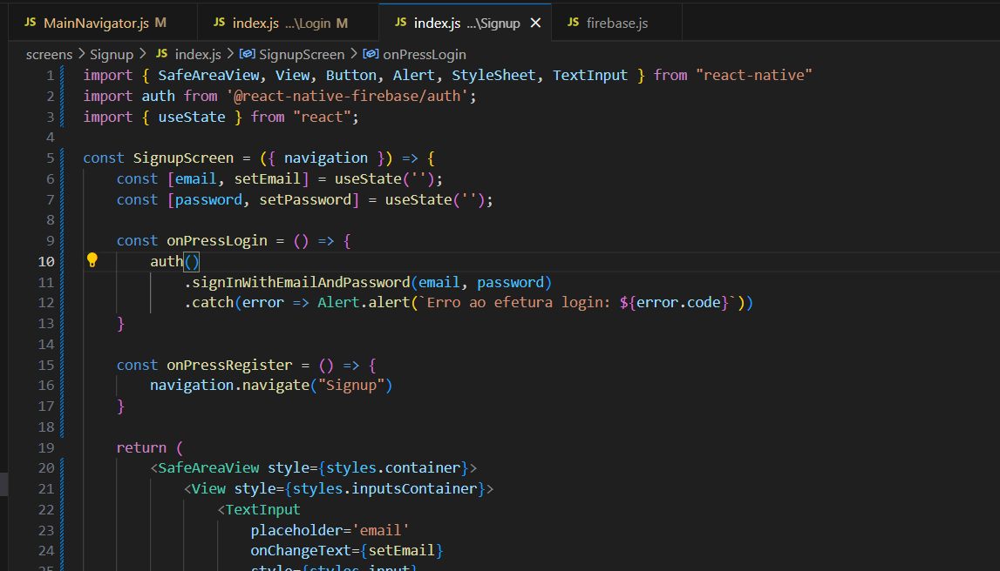 JS MainNavigator.js M JS index.js ...\Login M JS index.js ...\Signup × JS firebase.js
screens > Signup > JS index.js > SignupScreen > onPressLogin
1 import { SafeAreaView, View, Button, Alert, StyleSheet, TextInput } from "react-native"
2 import auth from '@react-native-firebase/auth';
3 import { useState } from "react";
4
5 const SignupScreen = ({ navigation }) => {
6 const [email, setEmail] = useState('');
7 const [password, setPassword] = useState('');
8
9 const onPressLogin = () => {
10 auth()
11 .signInWithEmailAndPassword(email, password)
12 .catch(error => Alert.alert(`Erro ao efetura login: ${error.code}`))
13 }
14
15 const onPressRegister = () => {
16 navigation.navigate("Signup")
17 }
18
19 return (
20 <SafeAreaView style={styles.container}>
21 <View style={styles.inputsContainer}>
22 <TextInput
23 placeholder='email'
24 onChangeText={setEmail}
25 style={styles.input}